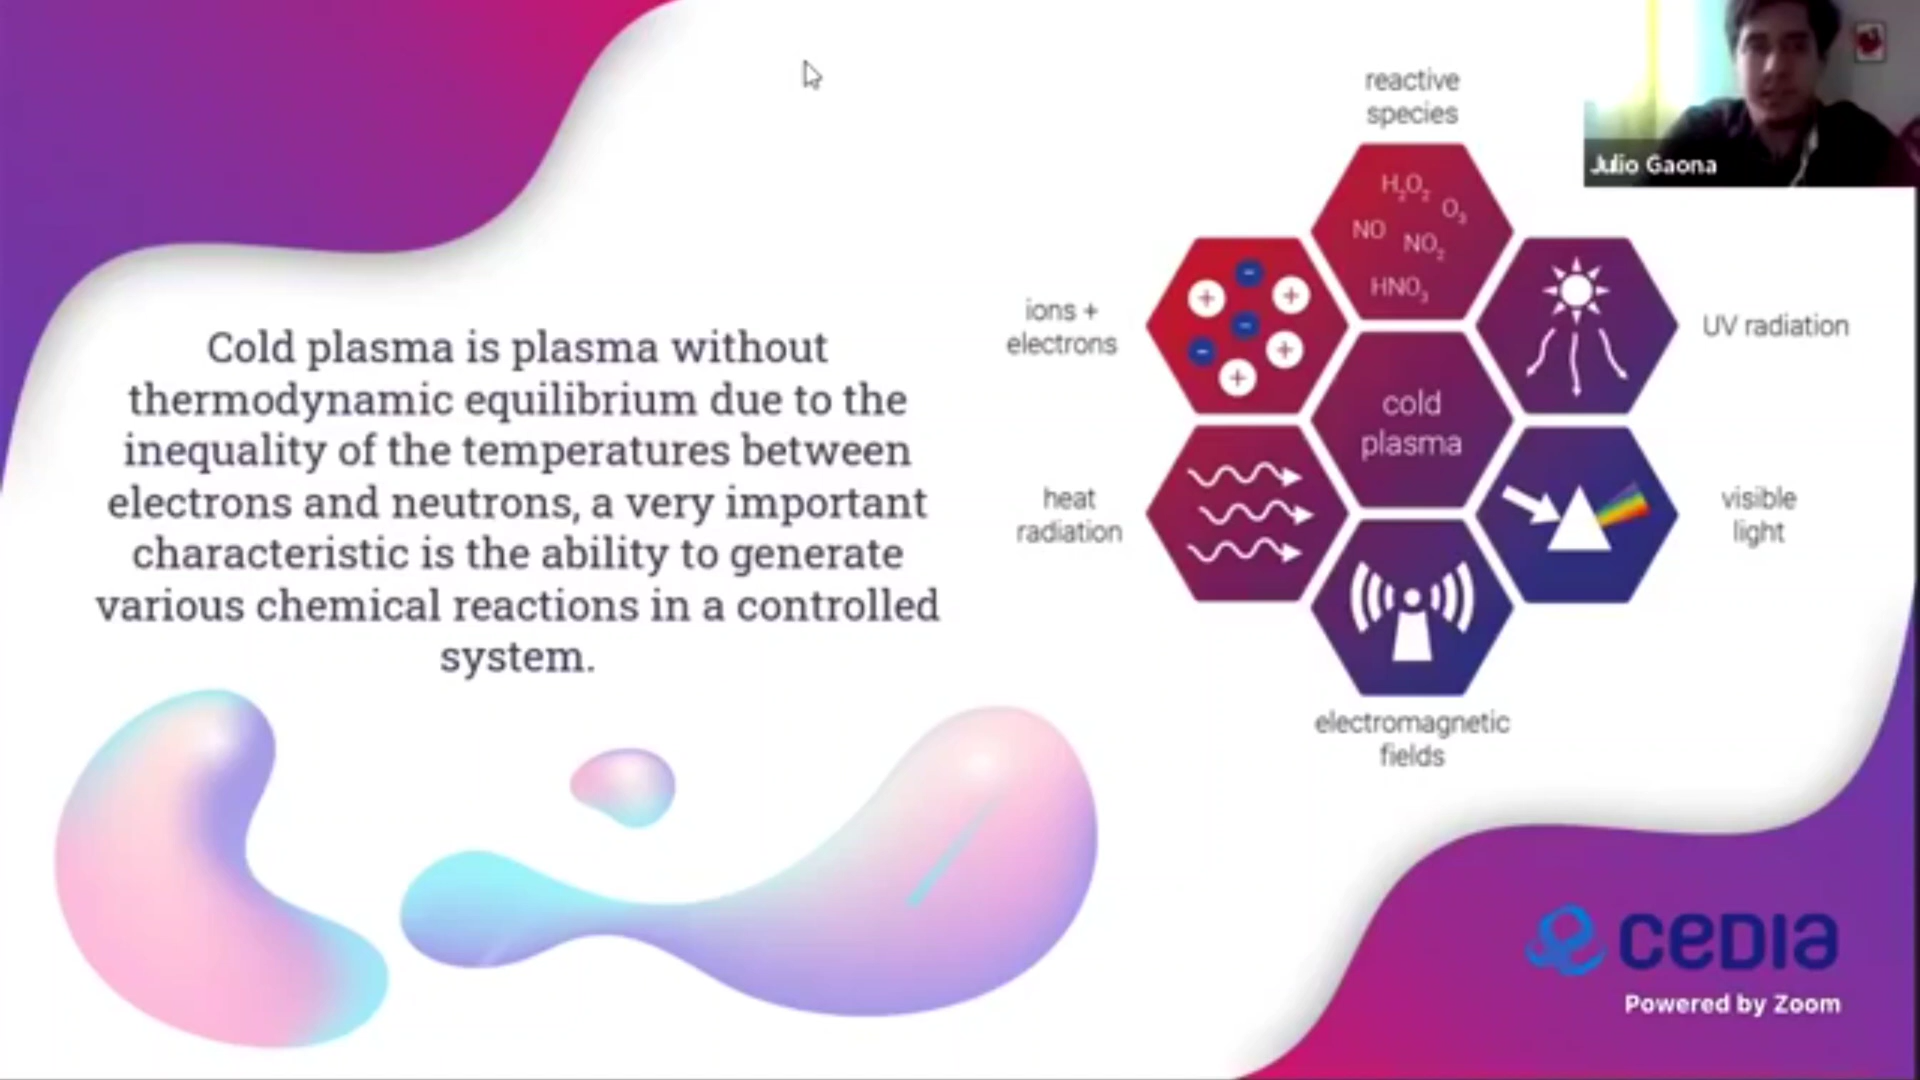 Cold plasma is plasma without
thermodynamic equilibrium due to the
inequality of the temperatures between
electrons and neutrons, a very important
characteristic is the ability to generate
various chemical reactions in a controlled
system.
reactive
species
H₂O₂
O₃
NO
NO₂
HNO₃
ions +
electrons
UV radiation
cold
plasma
heat
radiation
visible
light
electromagnetic
fields
Julio Gaona
CEDIA
Powered by Zoom